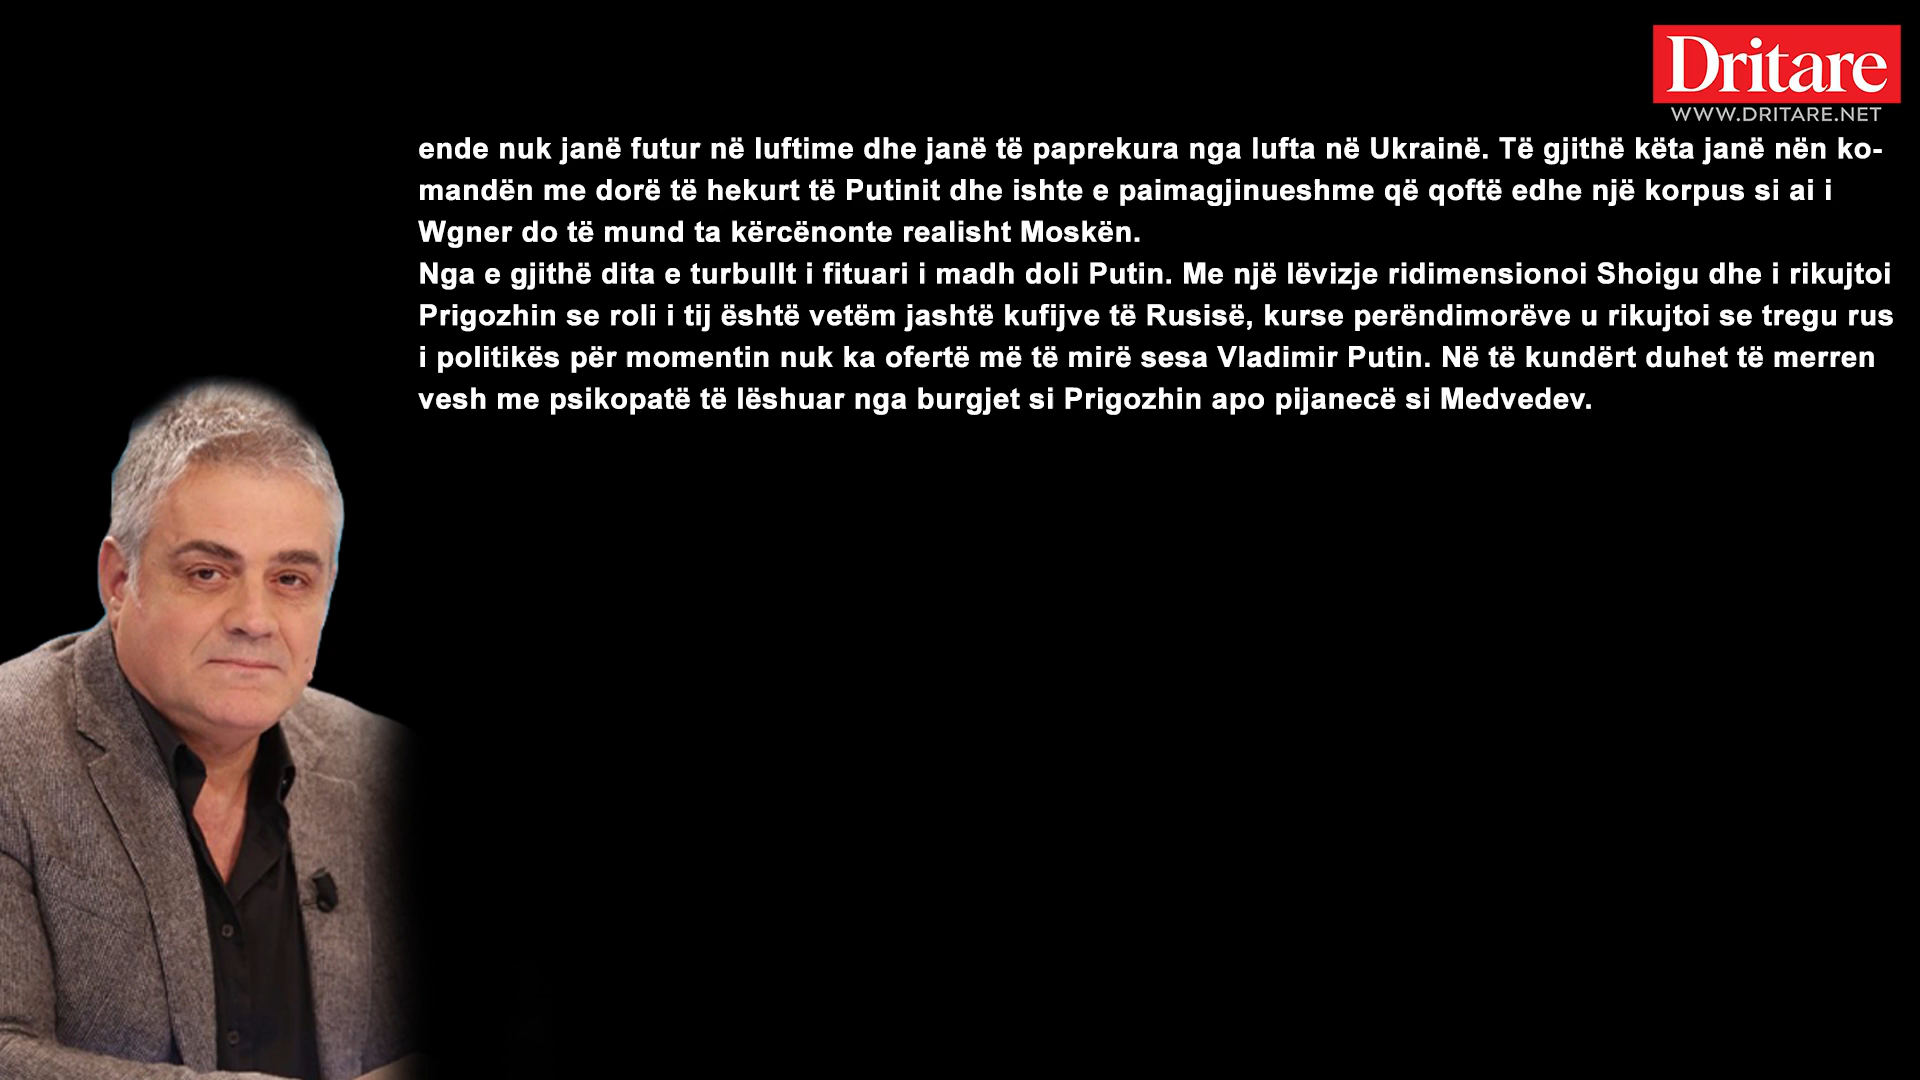 Dritare
WWW.DRITARE.NET
ende nuk janë futur në luftime dhe janë të paprekura nga lufta në Ukrainë. Të gjithë këta janë nën ko-
mandën me dorë të hekurt të Putinit dhe ishte e paimagjinueshme që qoftë edhe një korpus si ai i
Wgner do të mund ta kërcënonte realisht Moskën.
Nga e gjithë dita e turbullt i fituari i madh doli Putin. Me një lëvizje ridimensionoi Shoigu dhe i rikujtoi
Prigozhin se roli i tij është vetëm jashtë kufijve të Rusisë, kurse perëndimorëve u rikujtoi se tregu rus
i politikës për momentin nuk ka ofertë më të mirë sesa Vladimir Putin. Në të kundërt duhet të merren
vesh me psikopatë të lëshuar nga burgjet si Prigozhin apo pijanecë si Medvedev.